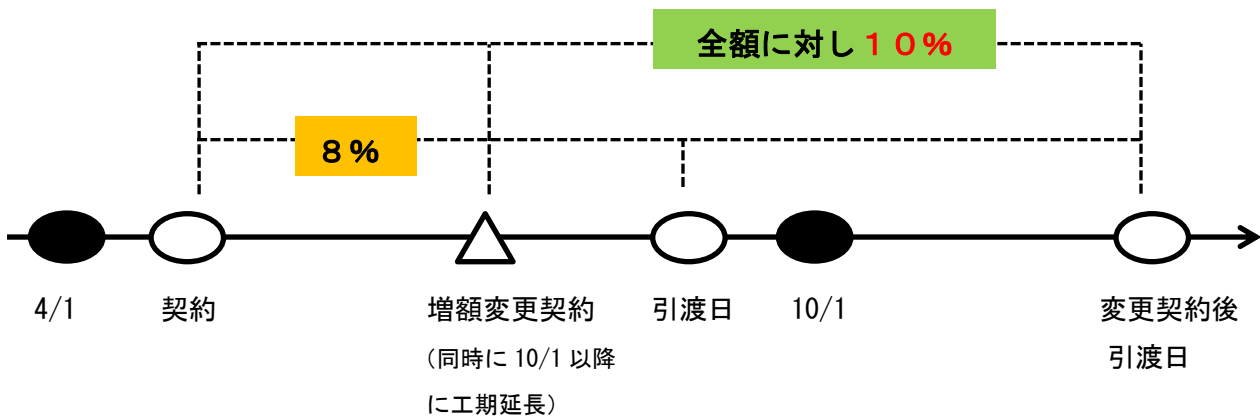 全額に対し１０％
８％
4/1
契約
増額変更契約
(同時に 10/1 以降
に工期延長)
引渡日
10/1
変更契約後
引渡日